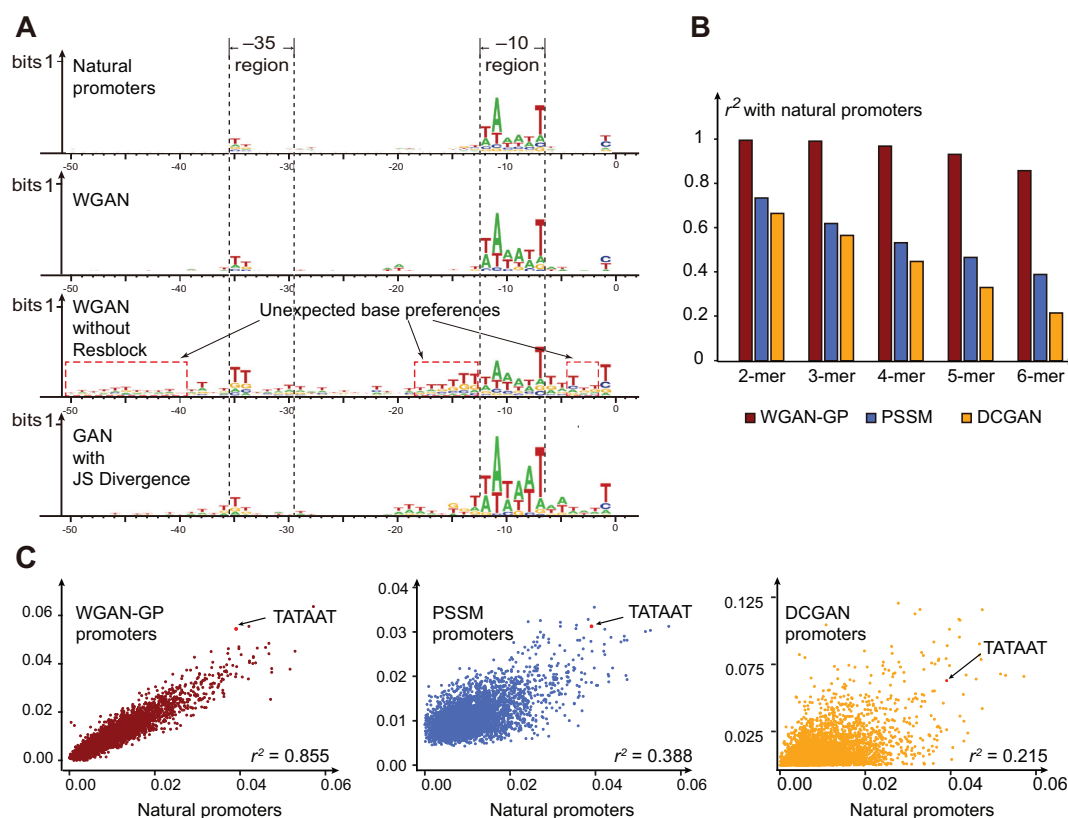 A
bits 1
Natural
promoters
−35
region
−10
region
-50
-40
-30
-20
-10
0
bits 1
WGAN
-50
-40
-30
-20
-10
0
bits 1
WGAN
without
Resblock
Unexpected base preferences
-50
-40
-30
-20
-10
0
bits 1
GAN
with
JS Divergence
-50
-40
-30
-20
-10
0
B
r² with natural promoters
1
0.8
0.6
0.4
0.2
0
2-mer 3-mer 4-mer 5-mer 6-mer
WGAN-GP PSSM DCGAN
C
WGAN-GP
promoters
TATAAT
0.06
0.04
0.02
0.00
r² = 0.855
0.00 0.02 0.04 0.06
Natural promoters
PSSM
promoters
TATAAT
0.04
0.03
0.02
0.01
0.00
r² = 0.388
0.00 0.02 0.04 0.06
Natural promoters
DCGAN
promoters
TATAAT
0.125
0.075
0.025
r² = 0.215
0.00 0.02 0.04 0.06
Natural promoters